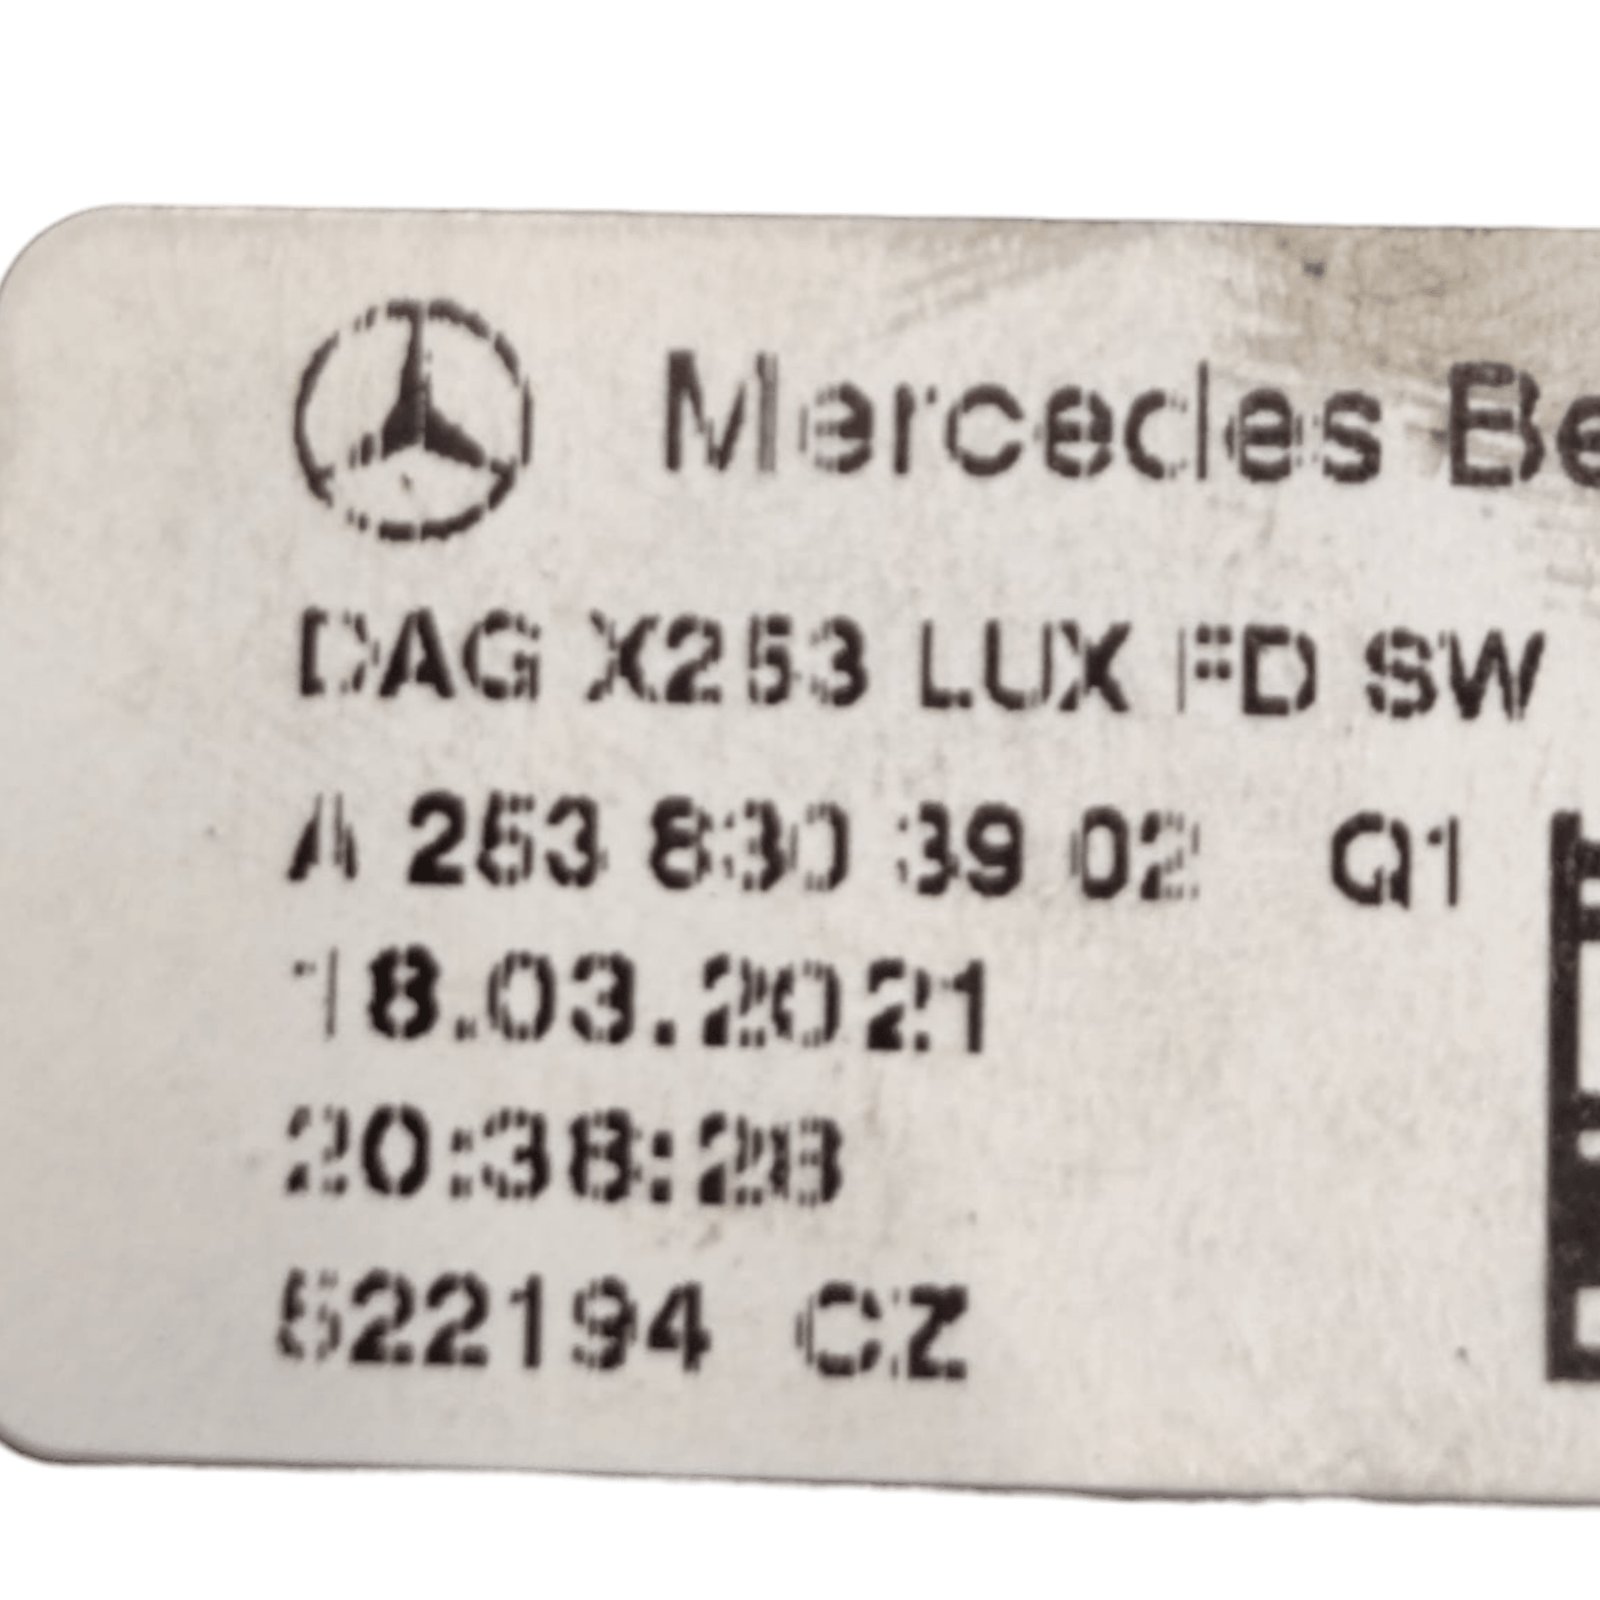 Mercedes Be
DAG X253 LUX FD SW
A 253 830 39 02 Q1
18.03.2021
20:38:28
522194 CZ